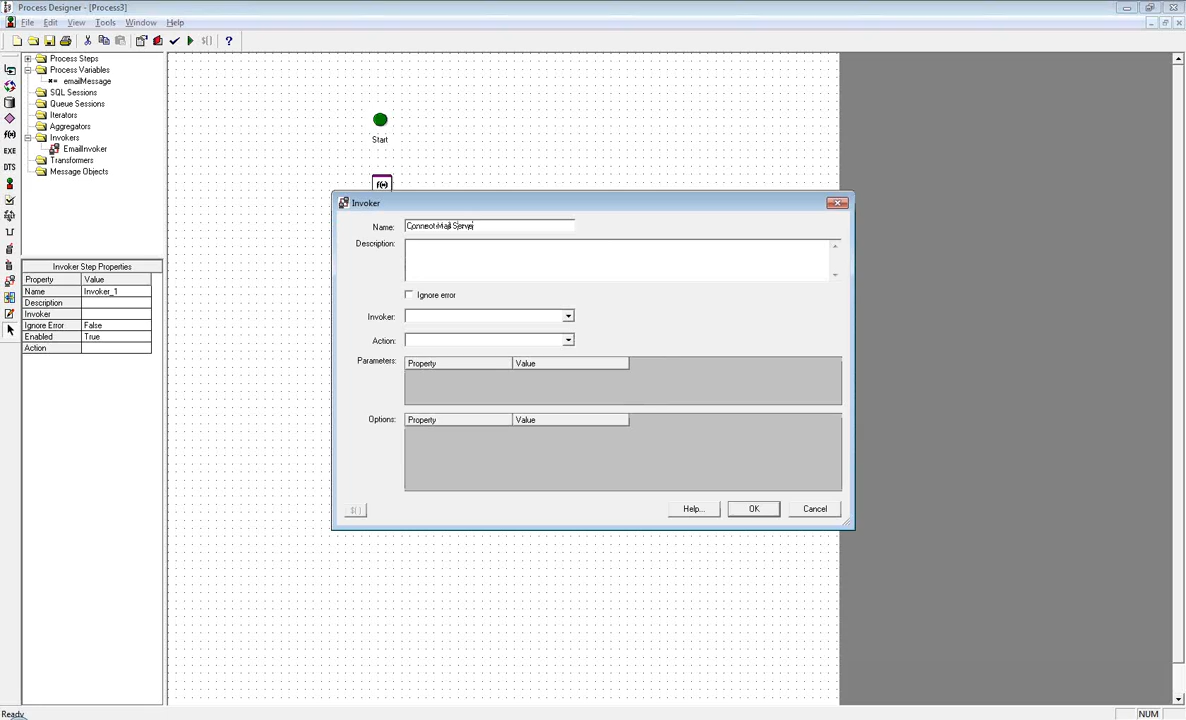 Process Designer - [Process3]
File Edit View Tools Window Help
$() ?
Process Steps
Process Variables
emailMessage
SQL Sessions
Queue Sessions
Iterators
Aggregators
Invokers
EmailInvoker
Transformers
Message Objects
f(x)
EXE
DTS
Start
f(x)
Invoker Step Properties
Property Value
Name Invoker_1
Description
Invoker
Ignore Error False
Enabled True
Action
Invoker
Name: Connect Mail Serve
Description:
Ignore error
Invoker:
Action:
Parameters: Property Value
Options: Property Value
$()
Help... OK Cancel
Ready NUM